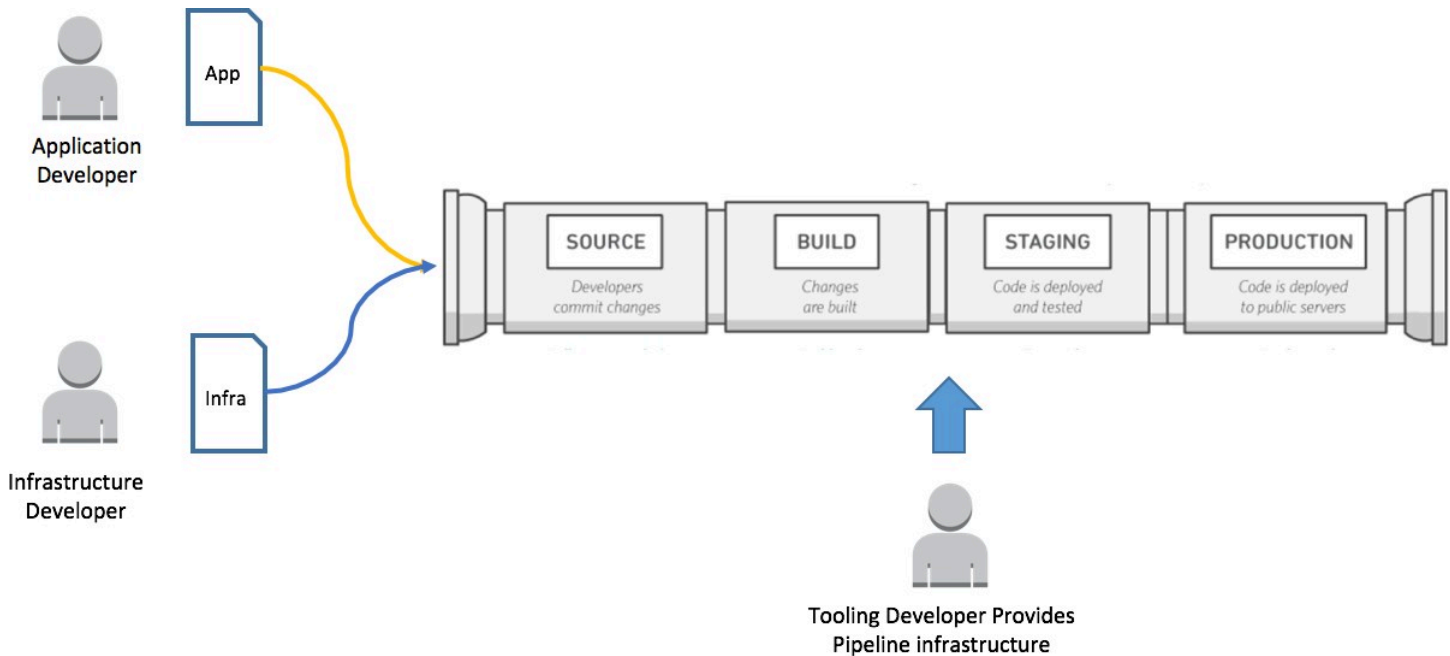 App
Application
Developer
SOURCE
Developers
commit changes
BUILD
Changes
are built
STAGING
Code is deployed
and tested
PRODUCTION
Code is deployed
to public servers
Infra
Infrastructure
Developer
Tooling Developer Provides
Pipeline infrastructure